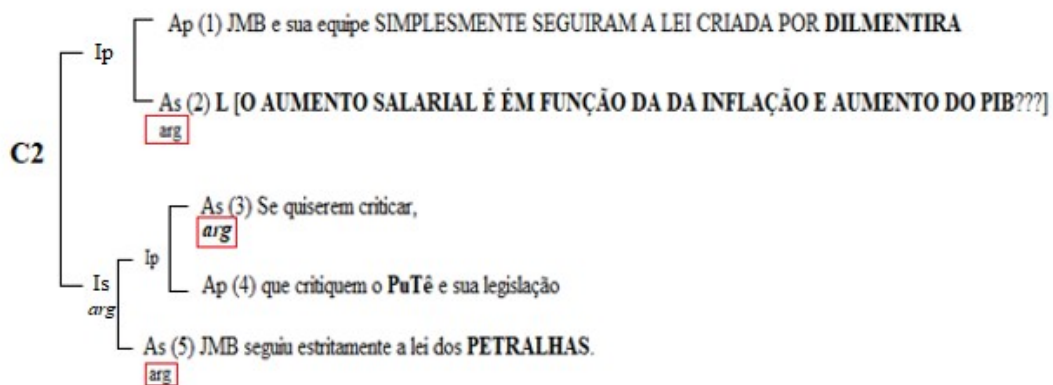 Ap (1) JMB e sua equipe SIMPLESMENTE SEGUIRAM A LEI CRIADA POR DILMENTIRA
Ip
As (2) L [O AUMENTO SALARIAL É ÉM FUNÇÃO DA DA INFLAÇÃO E AUMENTO DO PIB???]
arg
C2
As (3) Se quiserem criticar,
arg
Ip
Ap (4) que critiquem o PuTê e sua legislação
Is
arg
As (5) JMB seguiu estritamente a lei dos PETRALHAS.
arg